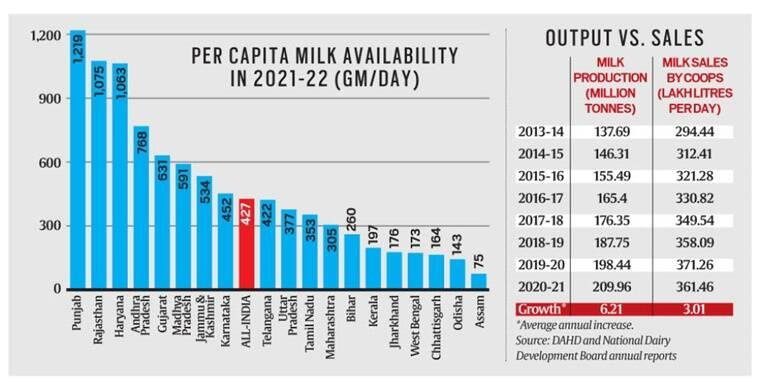 PER CAPITA MILK AVAILABILITY
IN 2021-22 (GM/DAY)
1,200
900
600
300
0
1,219
1,075
1,063
768
631
591
534
452
427
422
377
353
305
260
197
176
173
164
143
75
Punjab
Rajasthan
Haryana
Andhra
Pradesh
Gujarat
Madhya
Pradesh
Jammu &
Kashmir
Karnataka
ALL-INDIA
Telangana
Uttar
Pradesh
Tamil Nadu
Maharashtra
Bihar
Kerala
Jharkhand
West Bengal
Chhattisgarh
Odisha
Assam
OUTPUT VS. SALES
MILK
PRODUCTION
(MILLION
TONNES)
MILK SALES
BY COOPS
(LAKH LITRES
PER DAY)
2013-14 137.69 294.44
2014-15 146.31 312.41
2015-16 155.49 321.28
2016-17 165.4 330.82
2017-18 176.35 349.54
2018-19 187.75 358.09
2019-20 198.44 371.26
2020-21 209.96 361.46
Growth* 6.21 3.01
*Average annual increase.
Source: DAHD and National Dairy
Development Board annual reports